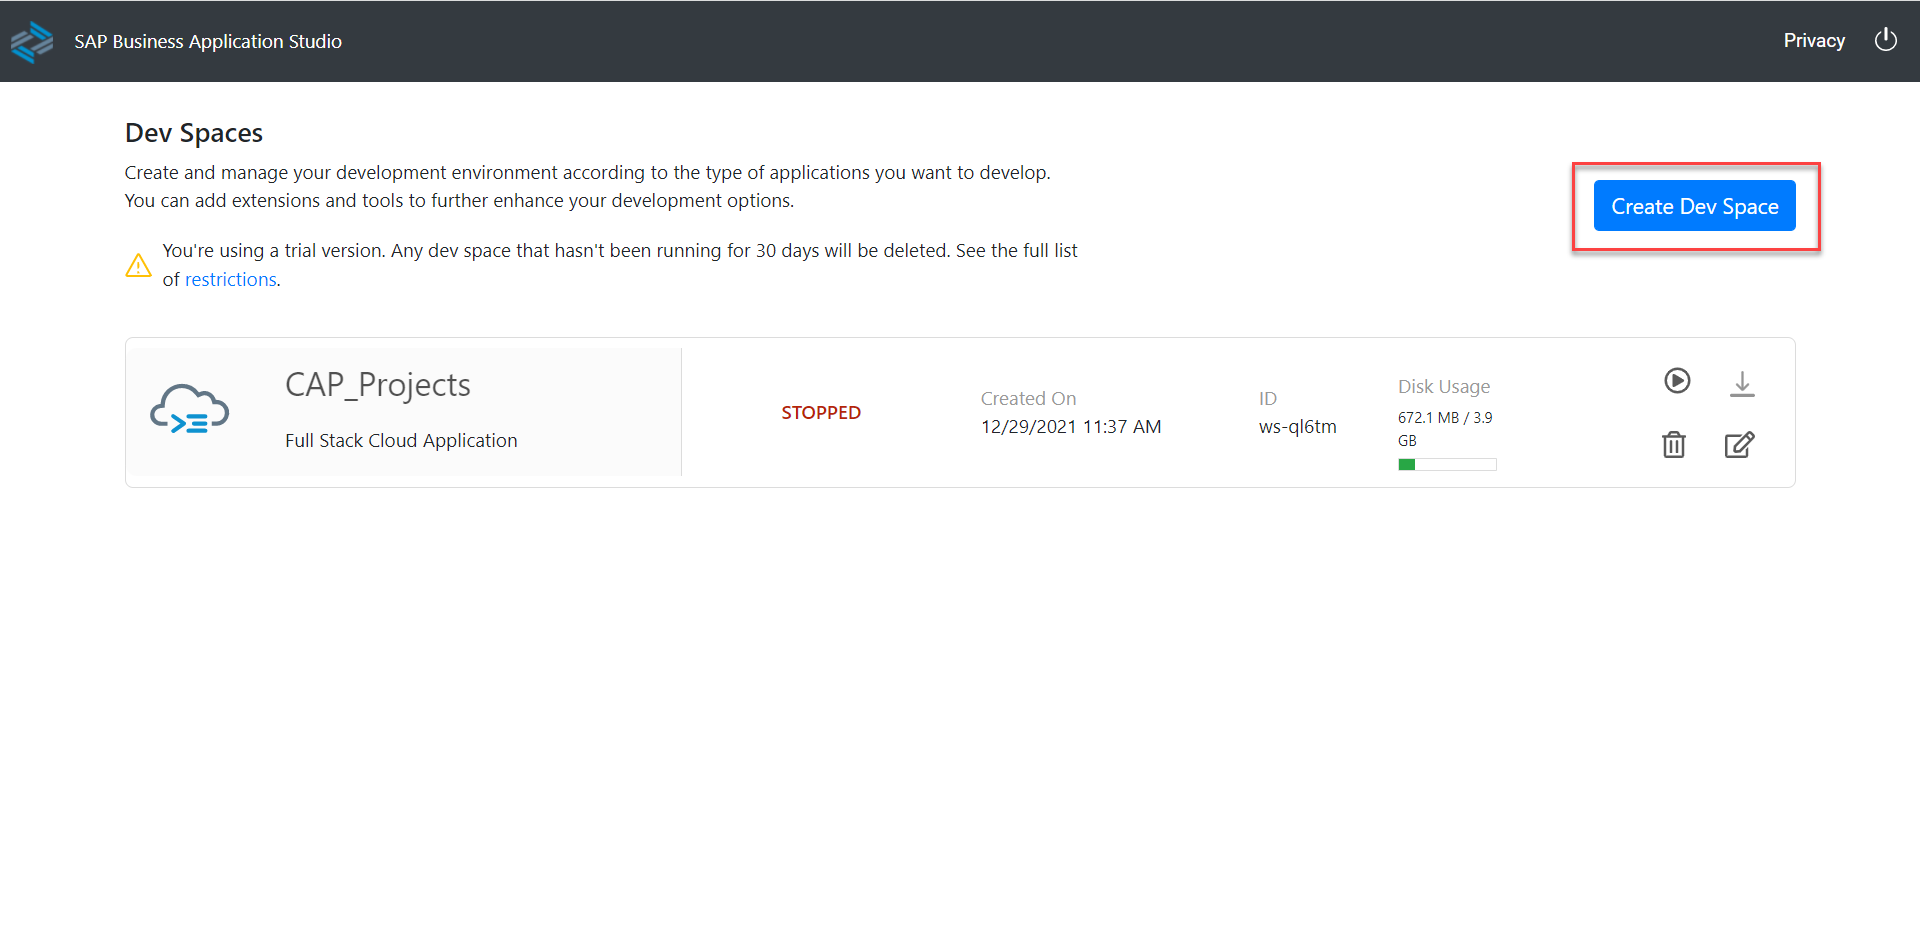 SAP Business Application Studio
Privacy
Dev Spaces
Create and manage your development environment according to the type of applications you want to develop.
You can add extensions and tools to further enhance your development options.
Create Dev Space
You're using a trial version. Any dev space that hasn't been running for 30 days will be deleted. See the full list
of restrictions.
CAP_Projects
Full Stack Cloud Application
STOPPED
Created On
12/29/2021 11:37 AM
ID
ws-ql6tm
Disk Usage
672.1 MB / 3.9
GB